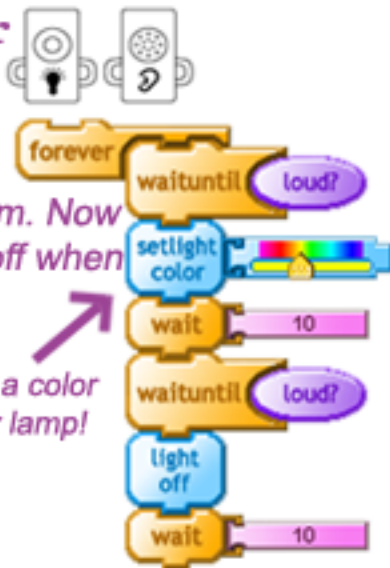 r
forever
waituntil loud?
m. Now
off when
setlight
color
wait 10
a color
r lamp!
waituntil loud?
light
off
wait 10